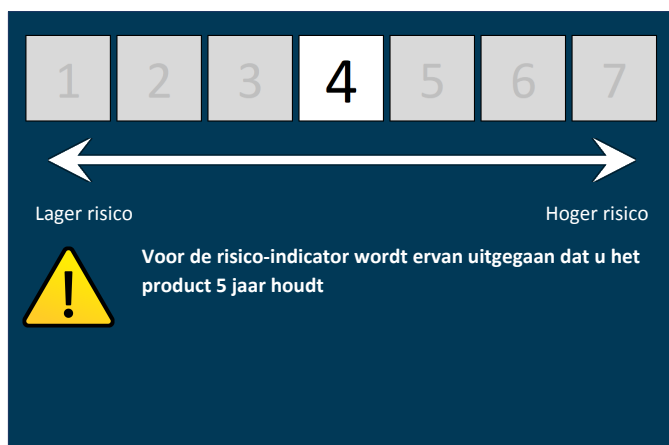 1 2 3 4 5 6 7
Lager risico Hoger risico
Voor de risico-indicator wordt ervan uitgegaan dat u het
product 5 jaar houdt